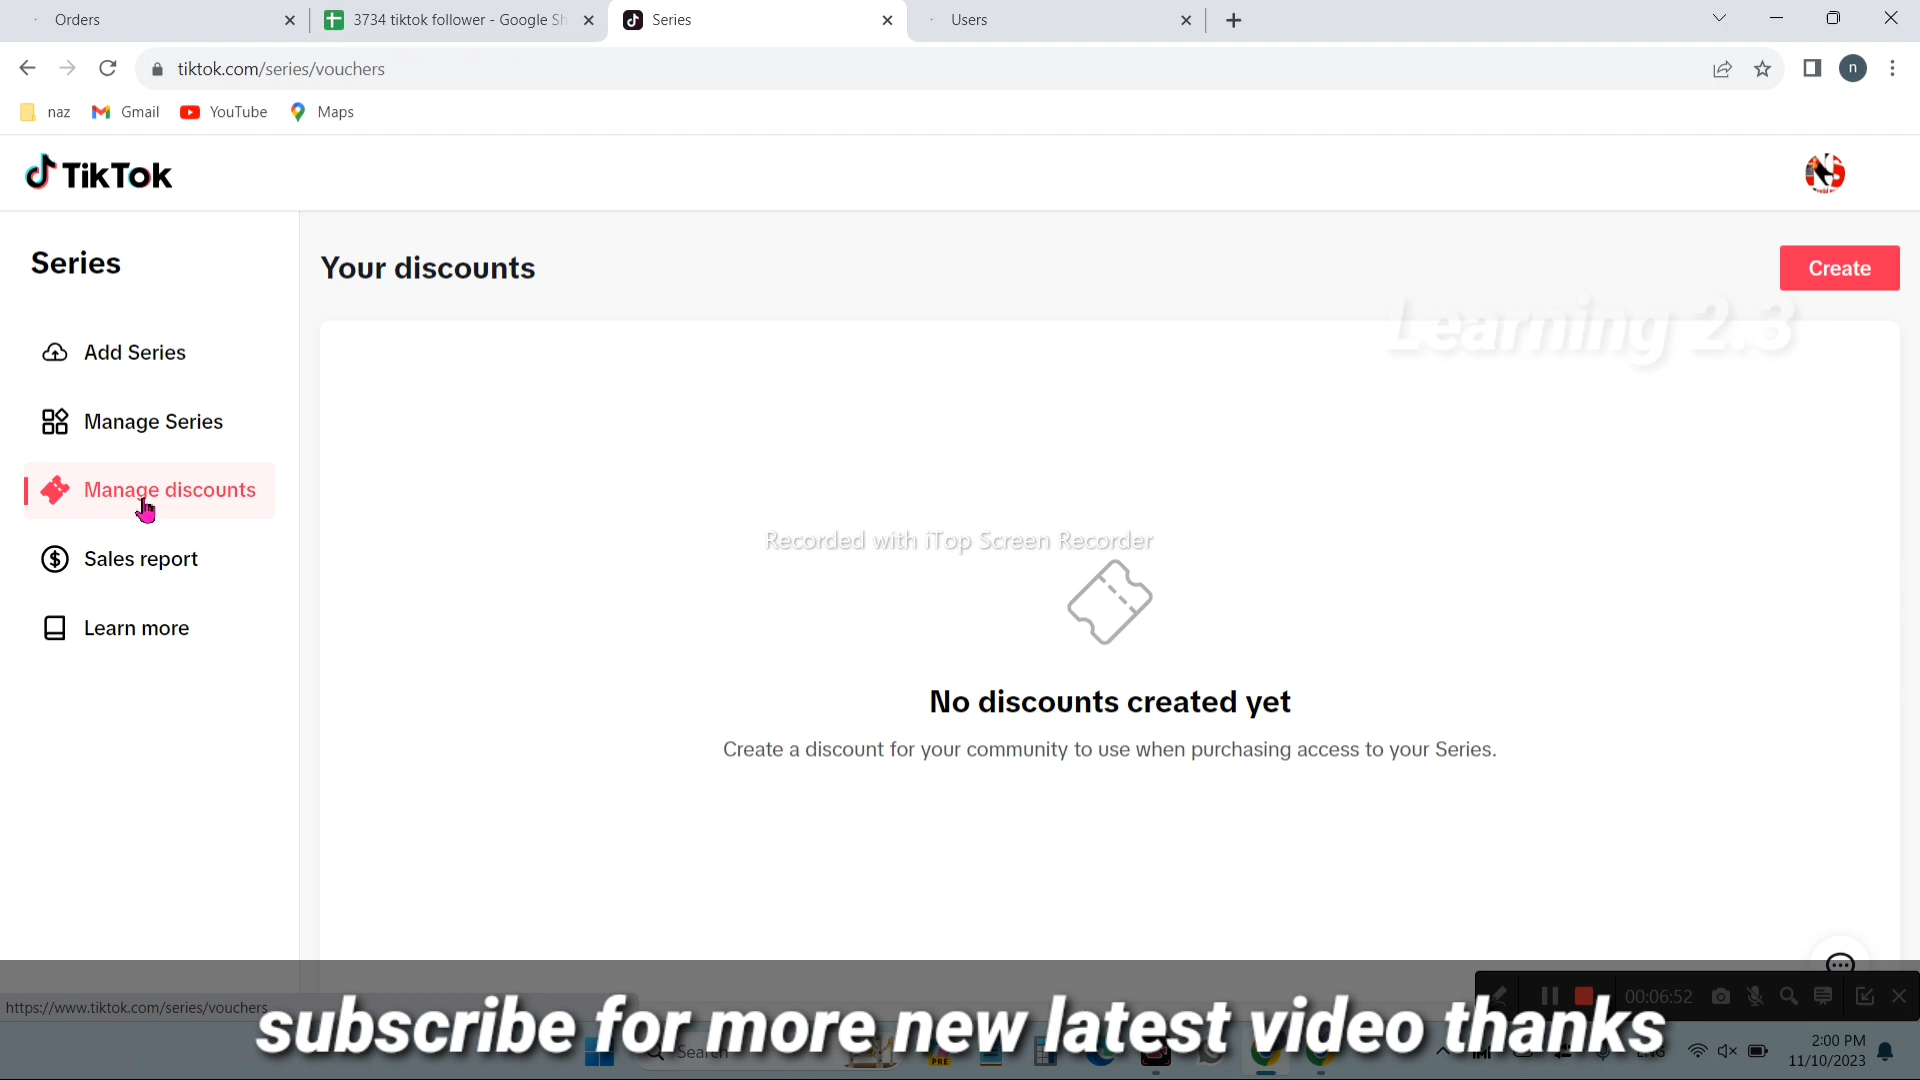 Orders
3734 tiktok follower - Google Sh
Series
Users
tiktok.com/series/vouchers
n
naz
Gmail
YouTube
Maps
TikTok
Series
Your discounts
Create
Learning 2.3
Add Series
Manage Series
Manage discounts
Sales report
Learn more
Recorded with iTop Screen Recorder
No discounts created yet
Create a discount for your community to use when purchasing access to your Series.
00:06:52
https://www.tiktok.com/series/vouchers
subscribe for more new latest video thanks
Search
PRE
ENG
2:00 PM
11/10/2023